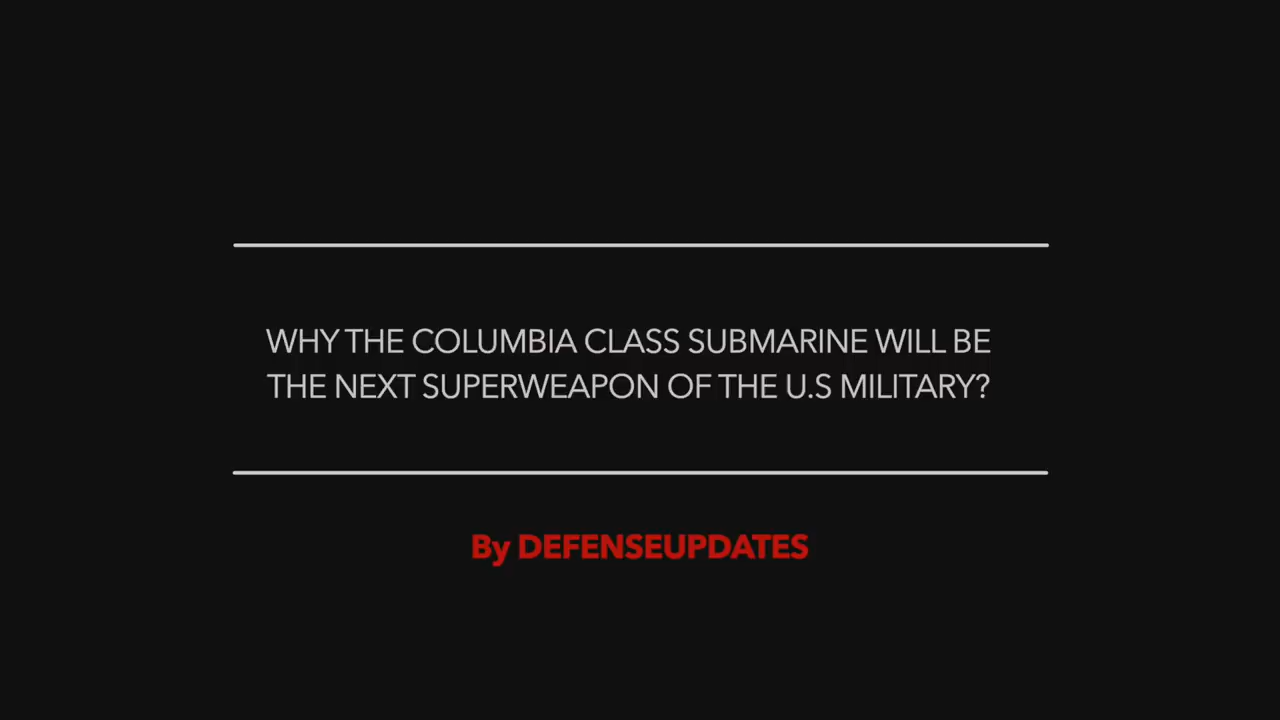 WHY THE COLUMBIA CLASS SUBMARINE WILL BE
THE NEXT SUPERWEAPON OF THE U.S MILITARY?
By DEFENSEUPDATES